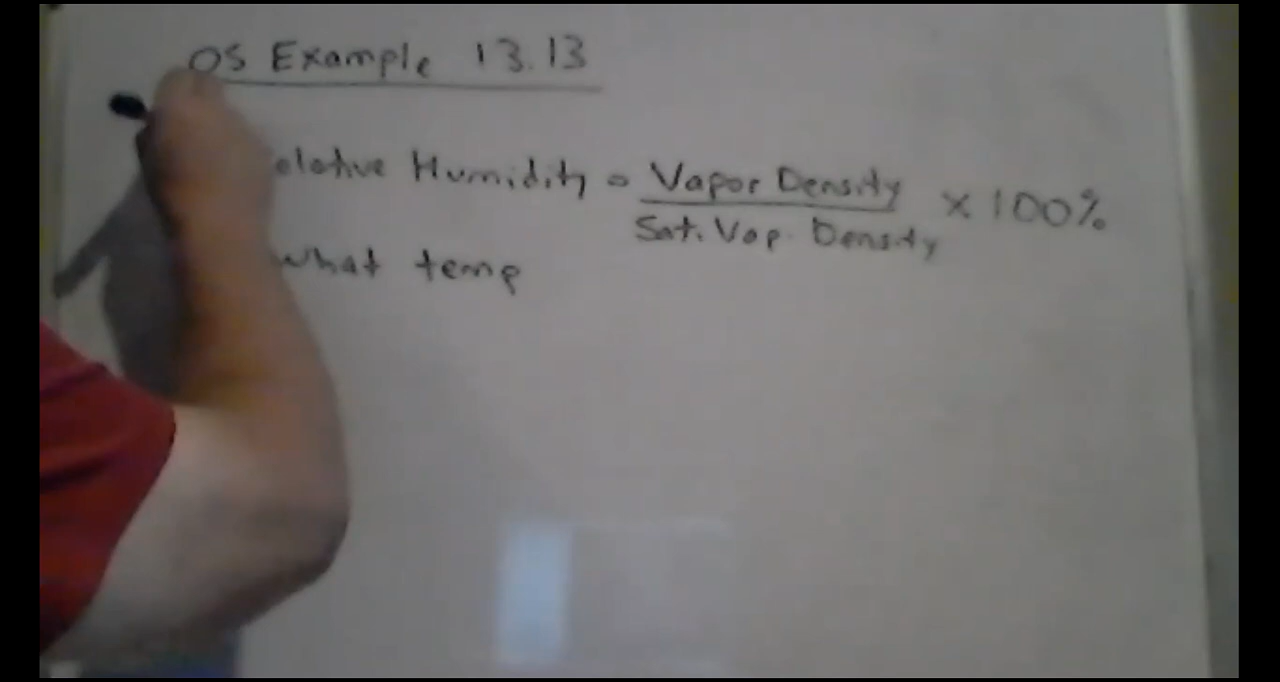 OS Example 13.13
elative Humidity = Vapor Density × 100%
Sat. Vap. Density
what temp